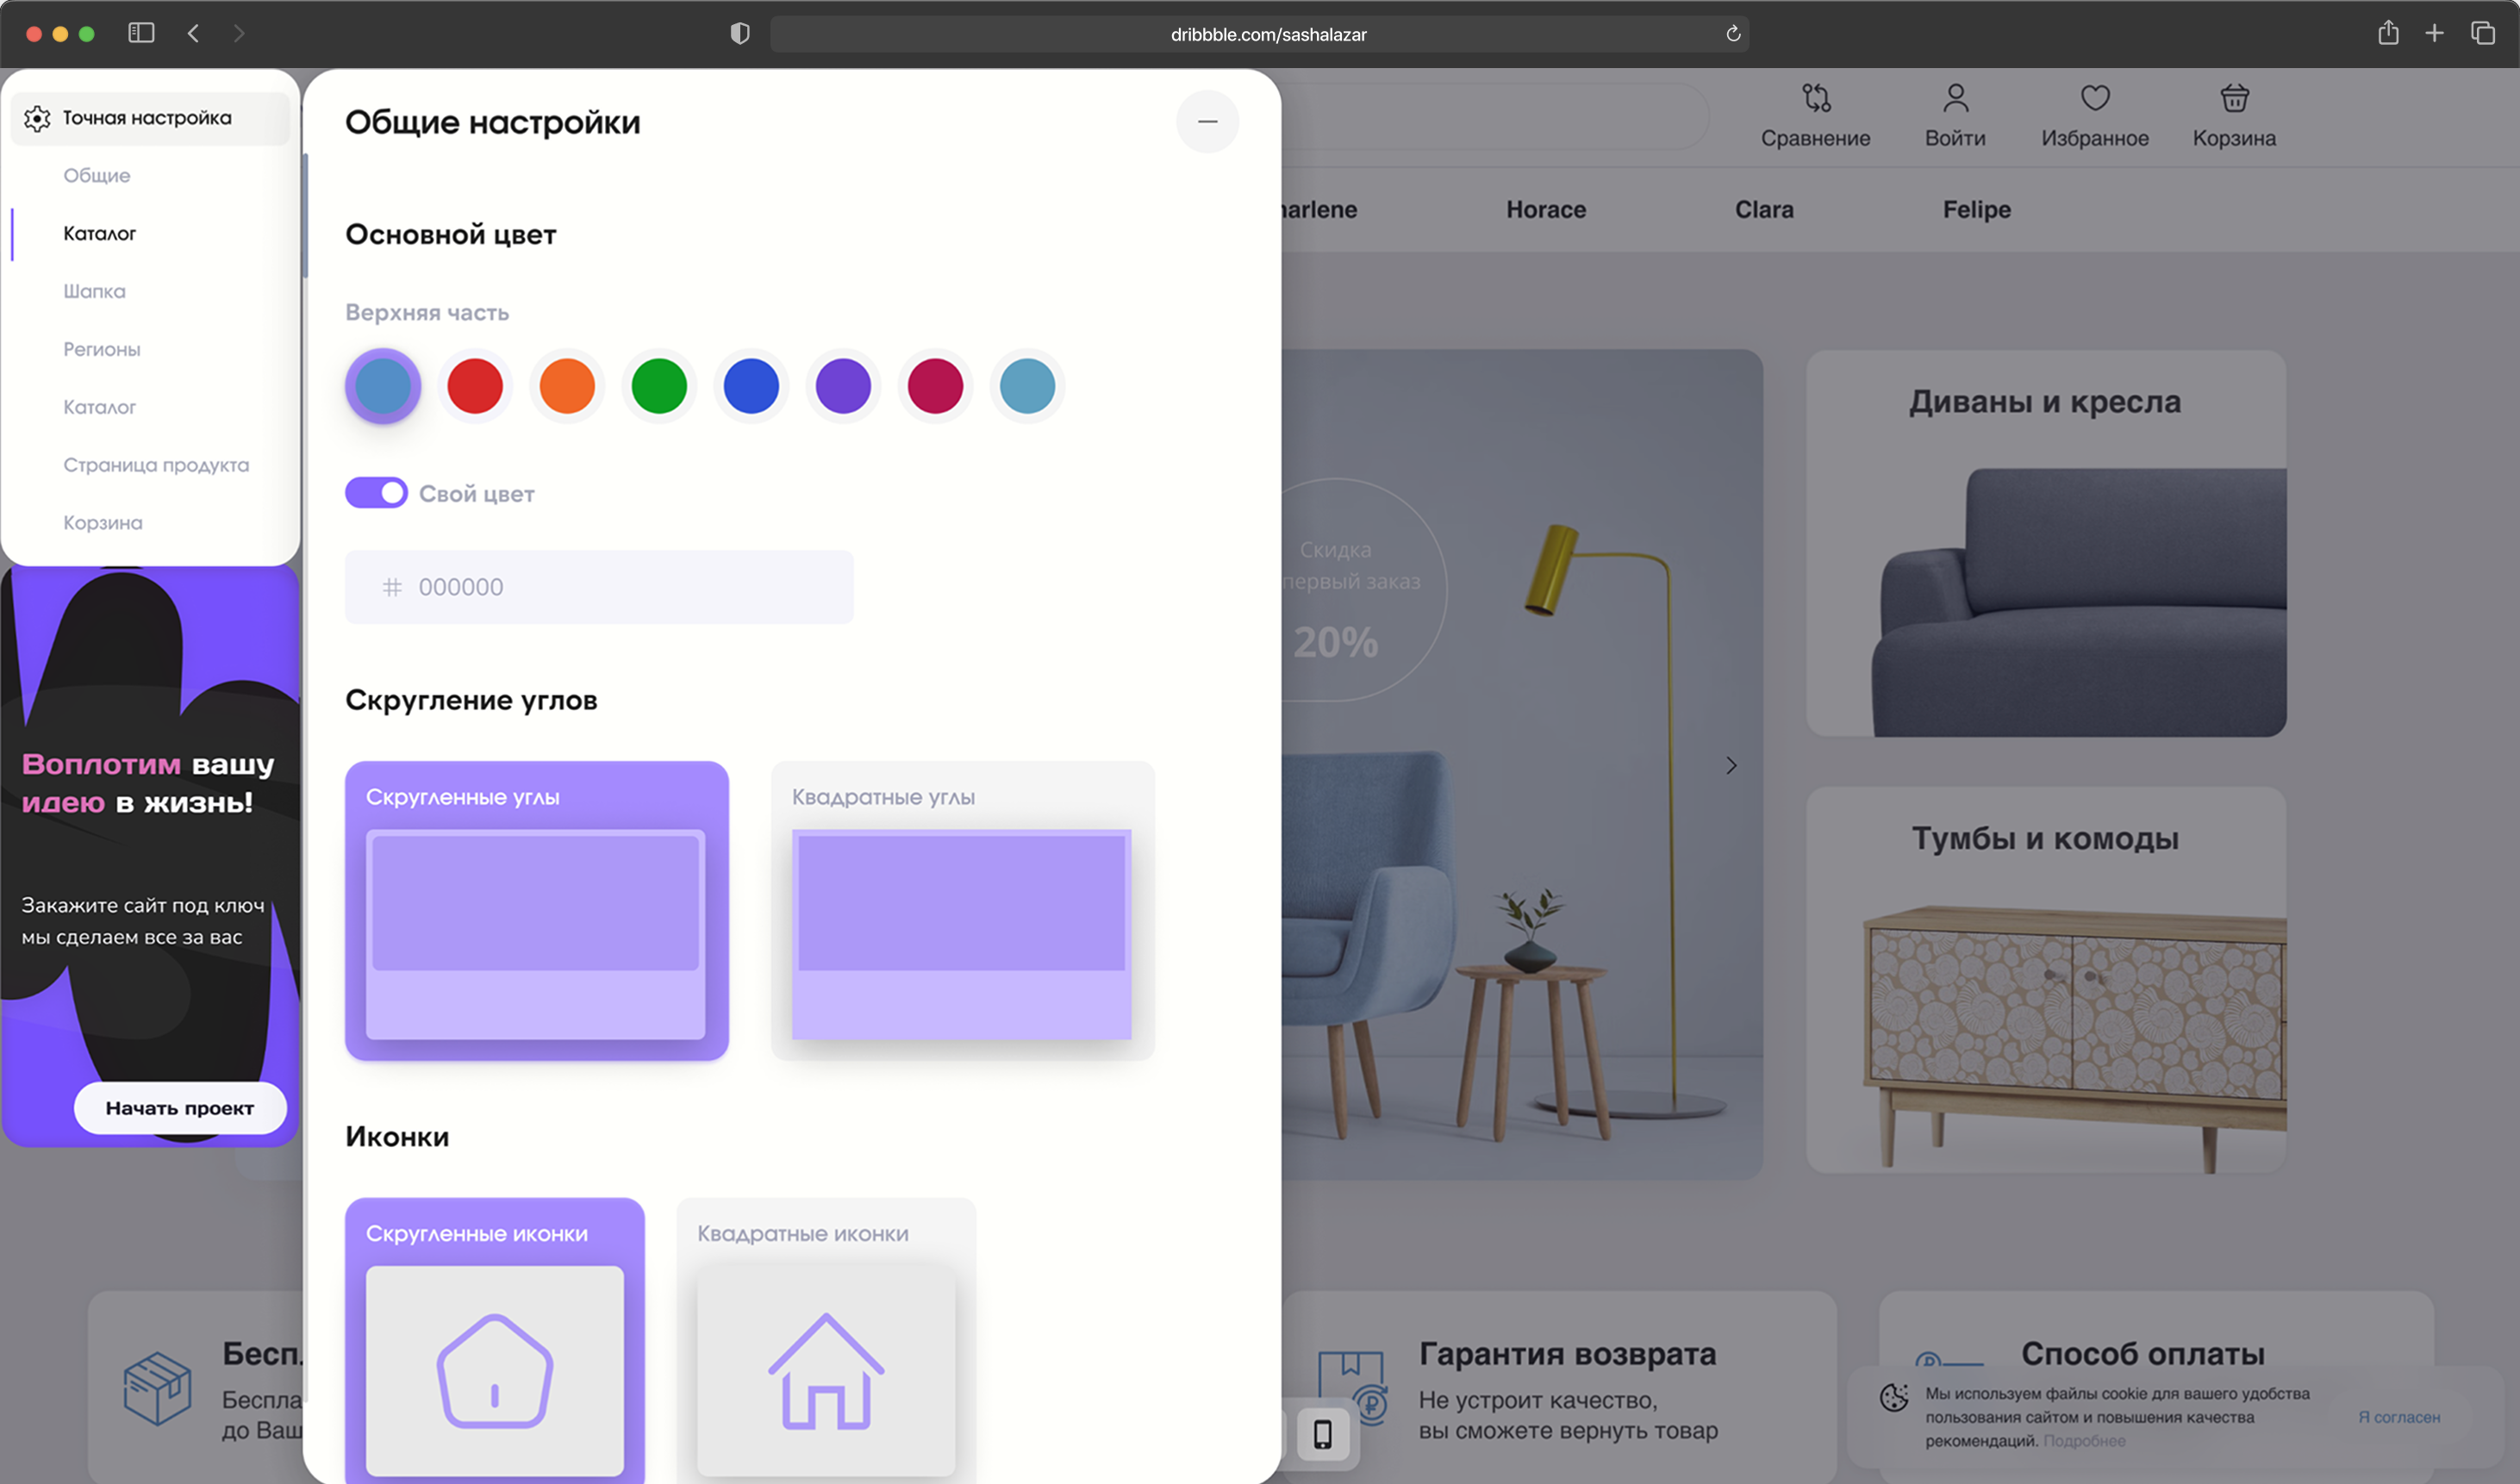 dribbble.com/sashalazar
Точная настройка
Общие
Каталог
Шапка
Регионы
Каталог
Страница продукта
Корзина
Воплотим вашу
идею в жизнь!
Закажите сайт под ключ
мы сделаем все за вас
Начать проект
Общие настройки
Основной цвет
Верхняя часть
Свой цвет
# 000000
Скругление углов
Скругленные углы
Квадратные углы
Иконки
Скругленные иконки
Квадратные иконки
Сравнение
Войти
Избранное
Корзина
Horace
Clara
Felipe
Скидка
первый заказ
20%
Диваны и кресла
Тумбы и комоды
до
Гарантия возврата
Не устроит качество,
вы сможете вернуть товар
Способ оплаты
Мы используем файлы cookie для вашего удобства
пользования сайтом и повышения качества
рекомендаций. Подробнее
Я согласен